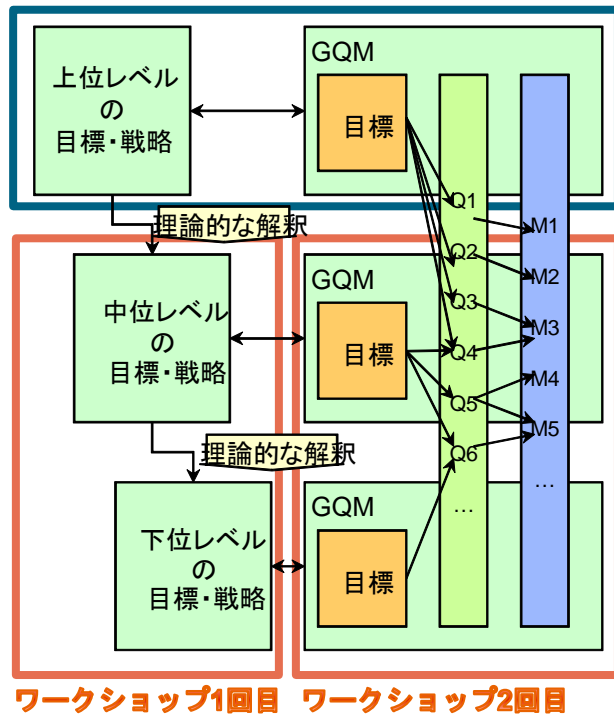 上位レベル
の
目標・戦略
GQM
目標
理論的な解釈
中位レベル
の
目標・戦略
GQM
目標
理論的な解釈
下位レベル
の
目標・戦略
GQM
目標
Q1
Q2
Q3
Q4
Q5
Q6
…
M1
M2
M3
M4
M5
…
ワークショップ1回目
ワークショップ2回目